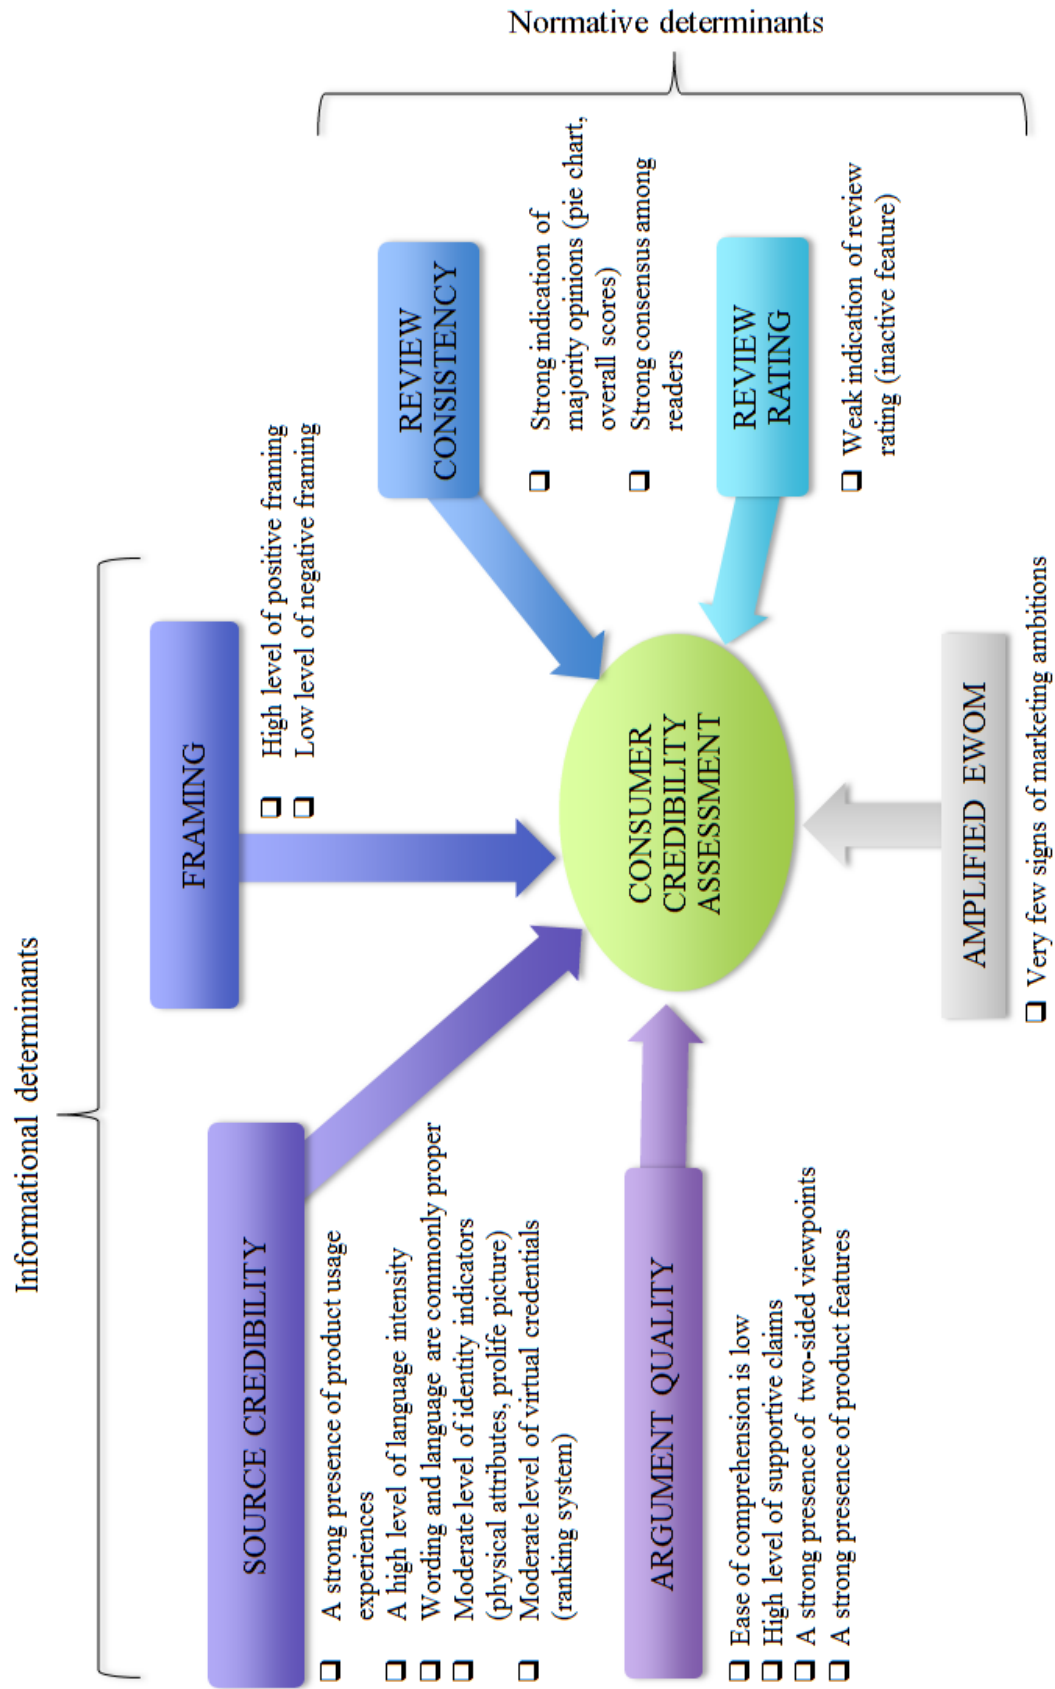 Informational determinants
SOURCE CREDIBILITY
❑ A strong presence of product usage
experiences
❑ A high level of language intensity
❑ Wording and language are commonly proper
❑ Moderate level of identity indicators
(physical attributes, prolife picture)
❑ Moderate level of virtual credentials
(ranking system)
FRAMING
❑ High level of positive framing
❑ Low level of negative framing
ARGUMENT QUALITY
❑ Ease of comprehension is low
❑ High level of supportive claims
❑ A strong presence of two-sided viewpoints
❑ A strong presence of product features
CONSUMER
CREDIBILITY
ASSESSMENT
AMPLIFIED EWOM
❑ Very few signs of marketing ambitions
REVIEW
CONSISTENCY
❑ Strong indication of
majority opinions (pie chart,
overall scores)
❑ Strong consensus among
readers
REVIEW
RATING
❑ Weak indication of review
rating (inactive feature)
Normative determinants